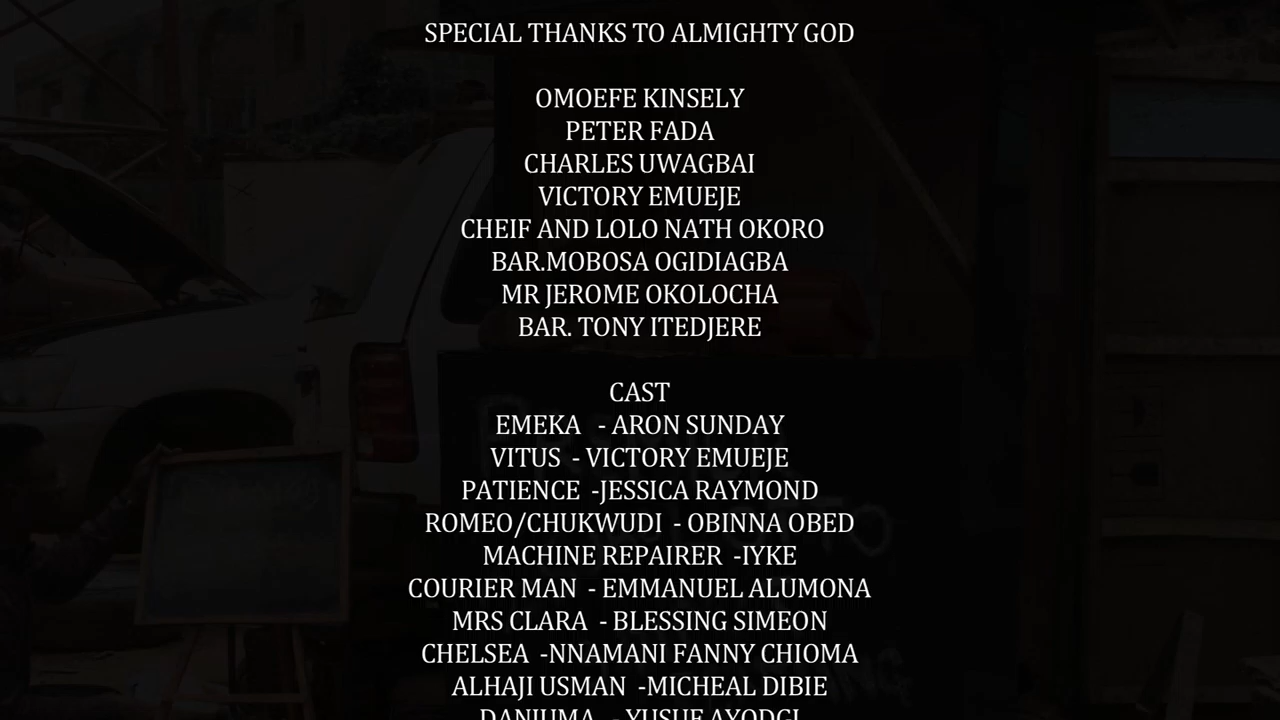 SPECIAL THANKS TO ALMIGHTY GOD
OMOEFE KINSELY
PETER FADA
CHARLES UWAGBAI
VICTORY EMUEJE
CHEIF AND LOLO NATH OKORO
BAR.MOBOSA OGIDIAGBA
MR JEROME OKOLOCHA
BAR. TONY ITEDJERE
CAST
EMEKA - ARON SUNDAY
VITUS - VICTORY EMUEJE
PATIENCE -JESSICA RAYMOND
ROMEO/CHUKWUDI - OBINNA OBED
MACHINE REPAIRER -IYKE
COURIER MAN - EMMANUEL ALUMONA
MRS CLARA - BLESSING SIMEON
CHELSEA -NNAMANI FANNY CHIOMA
ALHAJI USMAN -MICHEAL DIBIE
DANJUMA - YUSUF